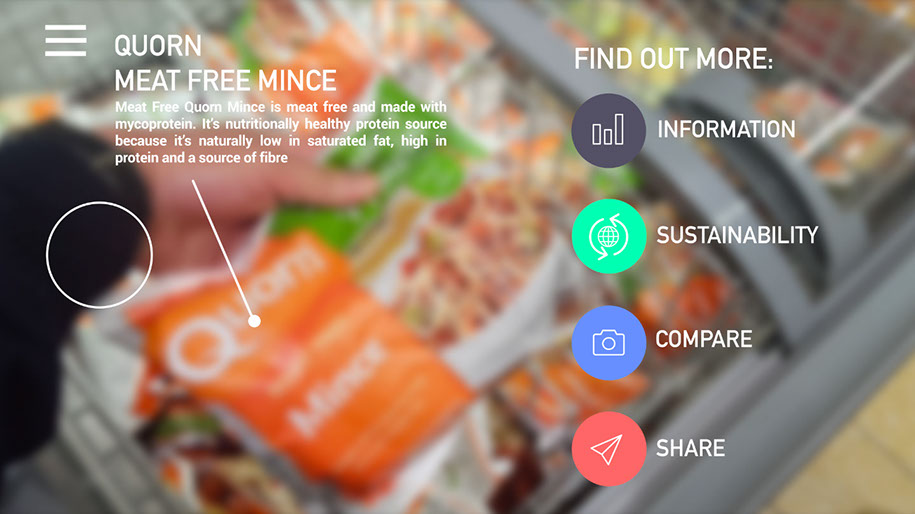 QUORN
MEAT FREE MINCE
Meat Free Quorn Mince is meat free and made with
mycoprotein. It's nutritionally healthy protein source
because it's naturally low in saturated fat, high in
protein and a source of fibre
Quorn
Mince
FIND OUT MORE:
INFORMATION
SUSTAINABILITY
COMPARE
SHARE